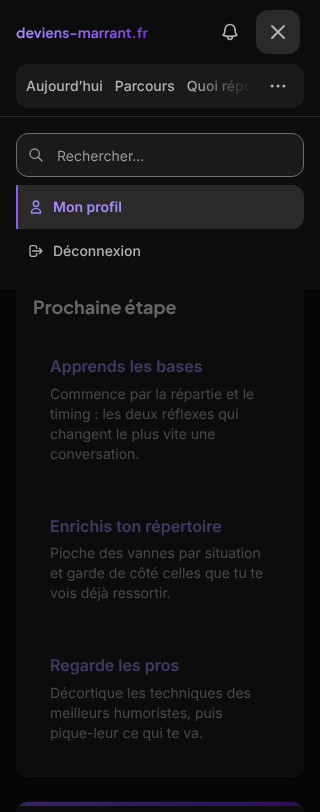 deviens-marrant.fr
Aujourd’hui Parcours Quoi répo
Rechercher...
Mon profil
Déconnexion
Prochaine étape
Apprends les bases
Commence par la répartie et le
timing : les deux réflexes qui
changent le plus vite une
conversation.
Enrichis ton répertoire
Pioche des vannes par situation
et garde de côté celles que tu te
vois déjà ressortir.
Regarde les pros
Décortique les techniques des
meilleurs humoristes, puis
pique-leur ce qui te va.